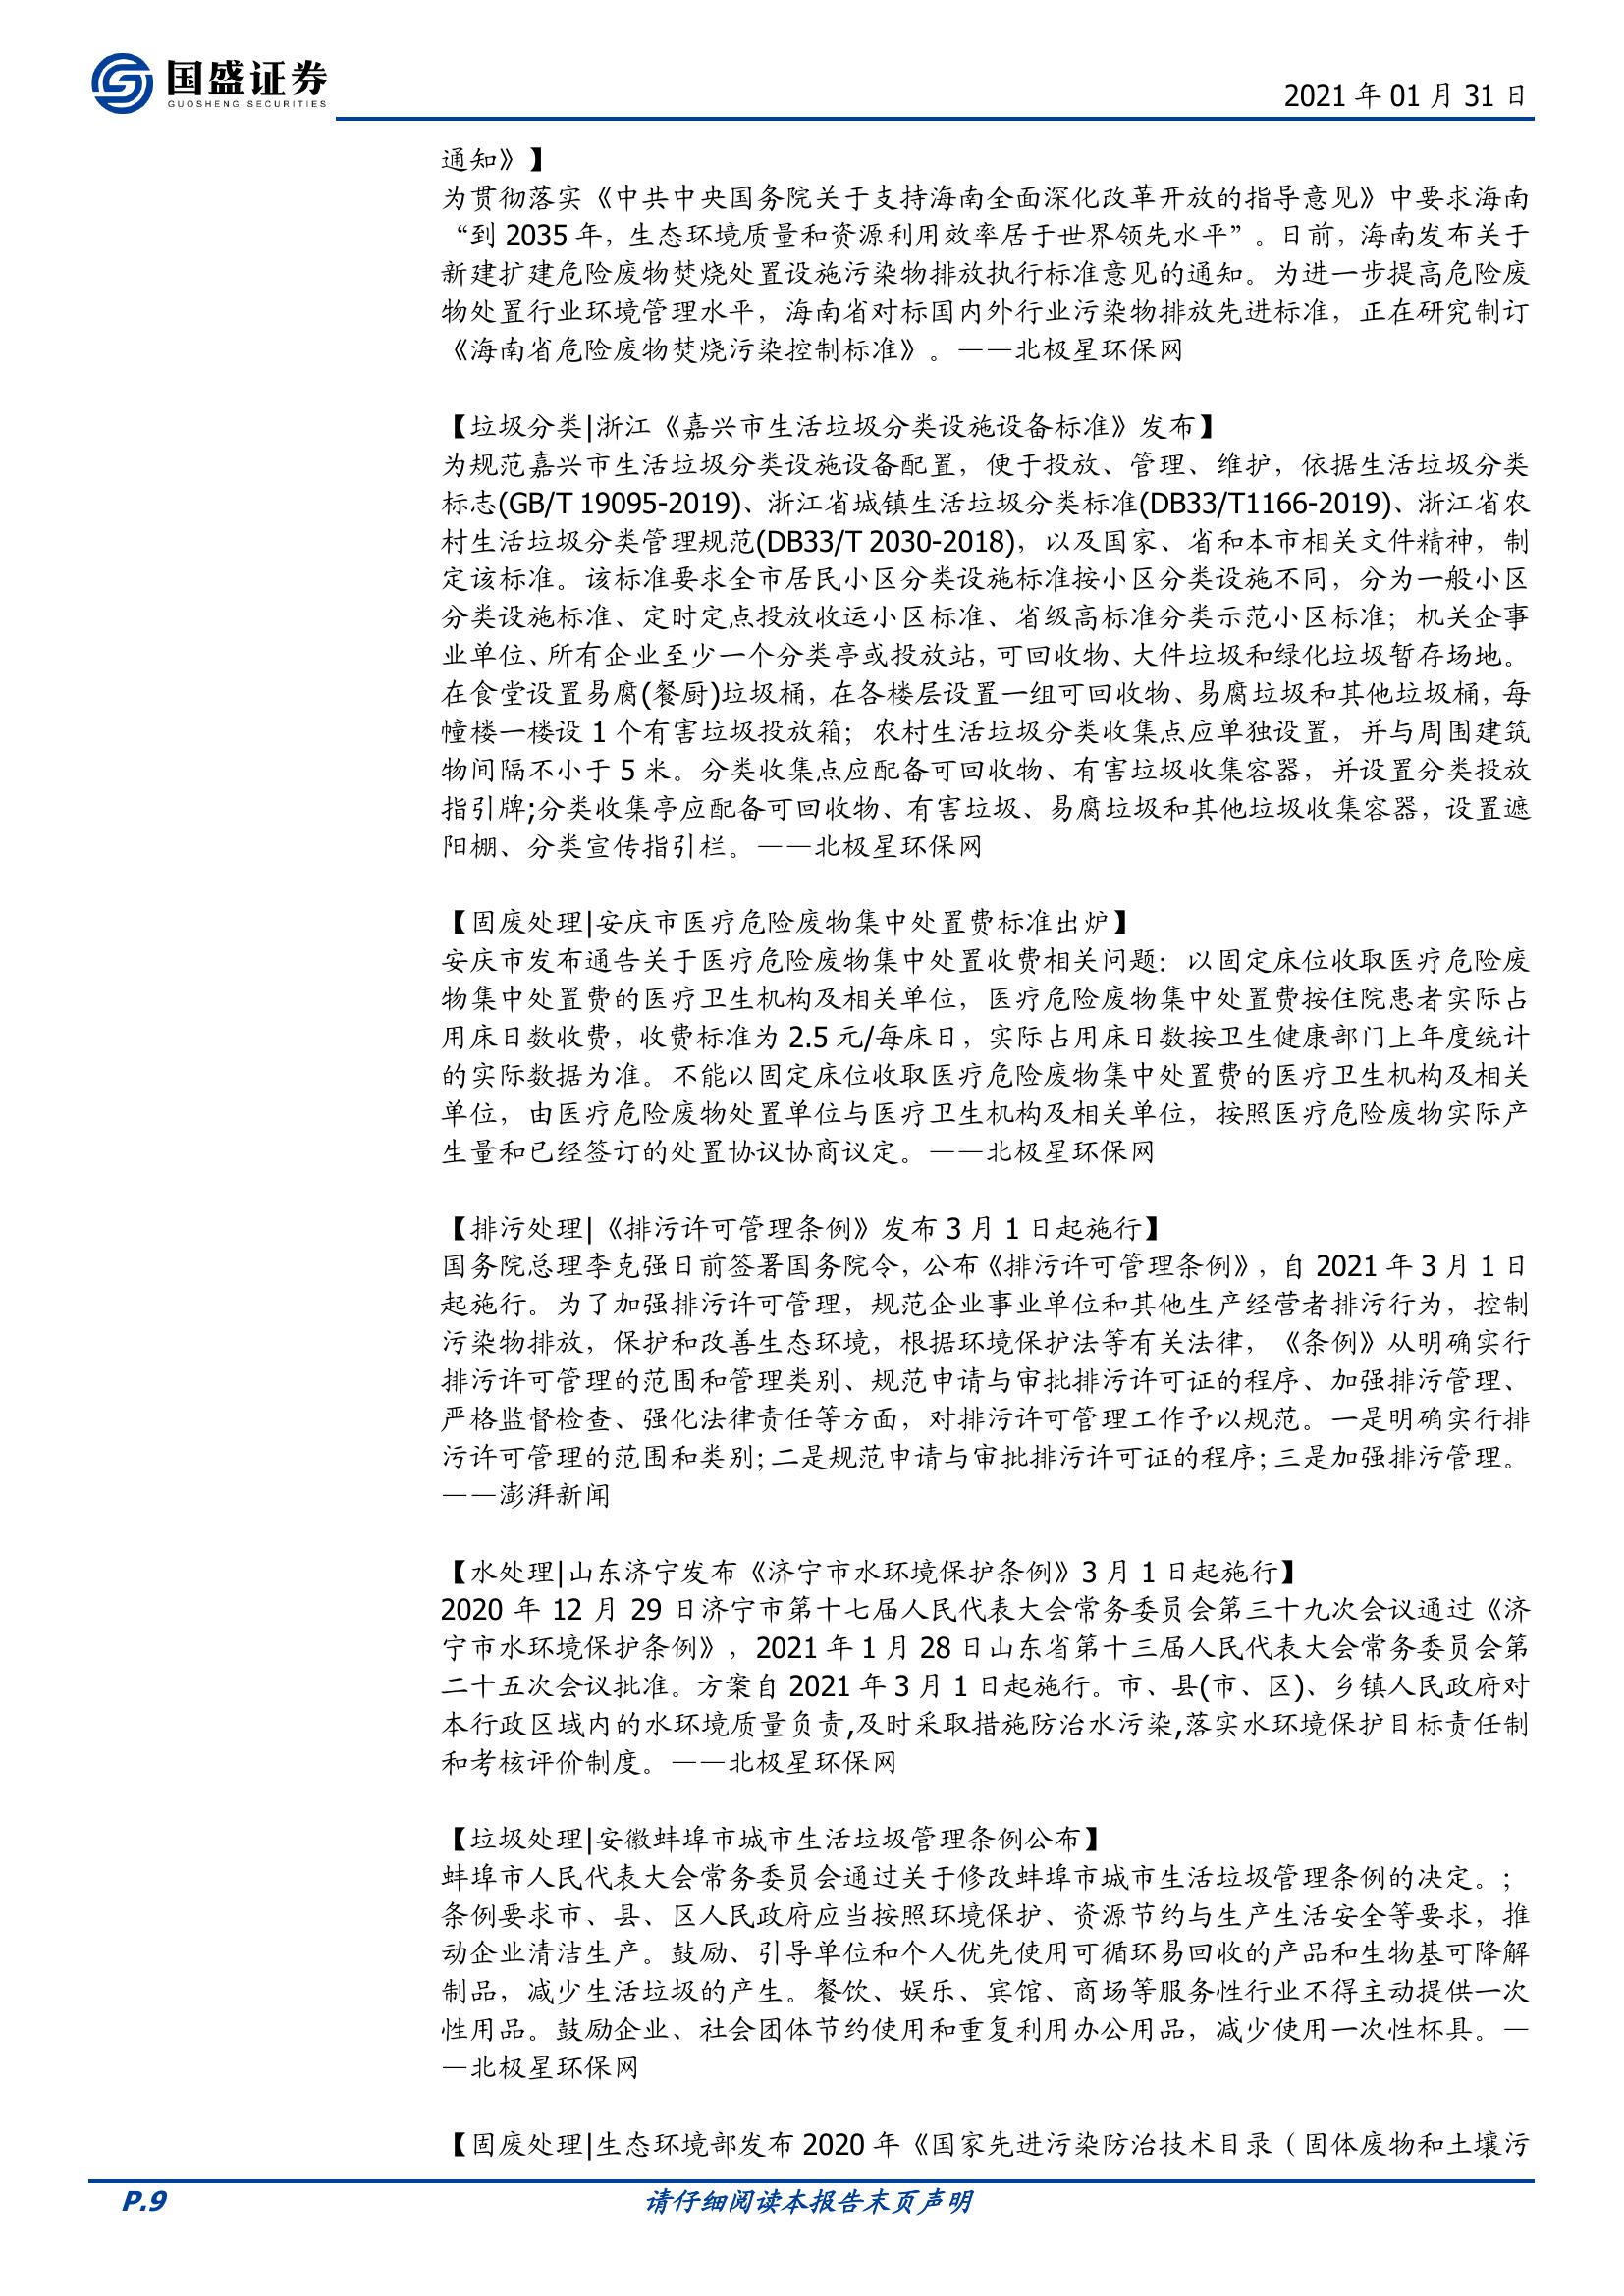 国盛证券
GUOSHENG SECURITIES
2021 年 01 月 31 日
通知》】
为贯彻落实《中共中央国务院关于支持海南全面深化改革开放的指导意见》中要求海南
“到 2035 年，生态环境质量和资源利用效率居于世界领先水平”。日前，海南发布关于
新建扩建危险废物焚烧处置设施污染物排放执行标准意见的通知。为进一步提高危险废
物处置行业环境管理水平，海南省对标国内外行业污染物排放先进标准，正在研究制订
《海南省危险废物焚烧污染控制标准》。——北极星环保网
【垃圾分类|浙江《嘉兴市生活垃圾分类设施设备标准》发布】
为规范嘉兴市生活垃圾分类设施设备配置，便于投放、管理、维护，依据生活垃圾分类
标志(GB/T 19095-2019)、浙江省城镇生活垃圾分类标准(DB33/T1166-2019)、浙江省农
村生活垃圾分类管理规范(DB33/T 2030-2018)，以及国家、省和本市相关文件精神，制
定该标准。该标准要求全市居民小区分类设施标准按小区分类设施不同，分为一般小区
分类设施标准、定时定点投放收运小区标准、省级高标准分类示范小区标准；机关企事
业单位、所有企业至少一个分类亭或投放站，可回收物、大件垃圾和绿化垃圾暂存场地。
在食堂设置易腐(餐厨)垃圾桶，在各楼层设置一组可回收物、易腐垃圾和其他垃圾桶，每
幢楼一楼设 1 个有害垃圾投放箱；农村生活垃圾分类收集点应单独设置，并与周围建筑
物间隔不小于 5 米。分类收集点应配备可回收物、有害垃圾收集容器，并设置分类投放
指引牌;分类收集亭应配备可回收物、有害垃圾、易腐垃圾和其他垃圾收集容器，设置遮
阳棚、分类宣传指引栏。——北极星环保网
【固废处理|安庆市医疗危险废物集中处置费标准出炉】
安庆市发布通告关于医疗危险废物集中处置收费相关问题：以固定床位收取医疗危险废
物集中处置费的医疗卫生机构及相关单位，医疗危险废物集中处置费按住院患者实际占
用床日数收费，收费标准为 2.5 元/每床日，实际占用床日数按卫生健康部门上年度统计
的实际数据为准。不能以固定床位收取医疗危险废物集中处置费的医疗卫生机构及相关
单位，由医疗危险废物处置单位与医疗卫生机构及相关单位，按照医疗危险废物实际产
生量和已经签订的处置协议协商议定。——北极星环保网
【排污处理|《排污许可管理条例》发布 3 月 1 日起施行】
国务院总理李克强日前签署国务院令，公布《排污许可管理条例》，自 2021 年 3 月 1 日
起施行。为了加强排污许可管理，规范企业事业单位和其他生产经营者排污行为，控制
污染物排放，保护和改善生态环境，根据环境保护法等有关法律，《条例》从明确实行
排污许可管理的范围和管理类别、规范申请与审批排污许可证的程序、加强排污管理、
严格监督检查、强化法律责任等方面，对排污许可管理工作予以规范。一是明确实行排
污许可管理的范围和类别；二是规范申请与审批排污许可证的程序；三是加强排污管理。
——澎湃新闻
【水处理|山东济宁发布《济宁市水环境保护条例》3 月 1 日起施行】
2020 年 12 月 29 日济宁市第十七届人民代表大会常务委员会第三十九次会议通过《济
宁市水环境保护条例》，2021 年 1 月 28 日山东省第十三届人民代表大会常务委员会第
二十五次会议批准。方案自 2021 年 3 月 1 日起施行。市、县(市、区)、乡镇人民政府对
本行政区域内的水环境质量负责,及时采取措施防治水污染,落实水环境保护目标责任制
和考核评价制度。——北极星环保网
【垃圾处理|安徽蚌埠市城市生活垃圾管理条例公布】
蚌埠市人民代表大会常务委员会通过关于修改蚌埠市城市生活垃圾管理条例的决定。；
条例要求市、县、区人民政府应当按照环境保护、资源节约与生产生活安全等要求，推
动企业清洁生产。鼓励、引导单位和个人优先使用可循环易回收的产品和生物基可降解
制品，减少生活垃圾的产生。餐饮、娱乐、宾馆、商场等服务性行业不得主动提供一次
性用品。鼓励企业、社会团体节约使用和重复利用办公用品，减少使用一次性杯具。—
—北极星环保网
【固废处理|生态环境部发布 2020 年《国家先进污染防治技术目录（固体废物和土壤污
P.9
请仔细阅读本报告末页声明